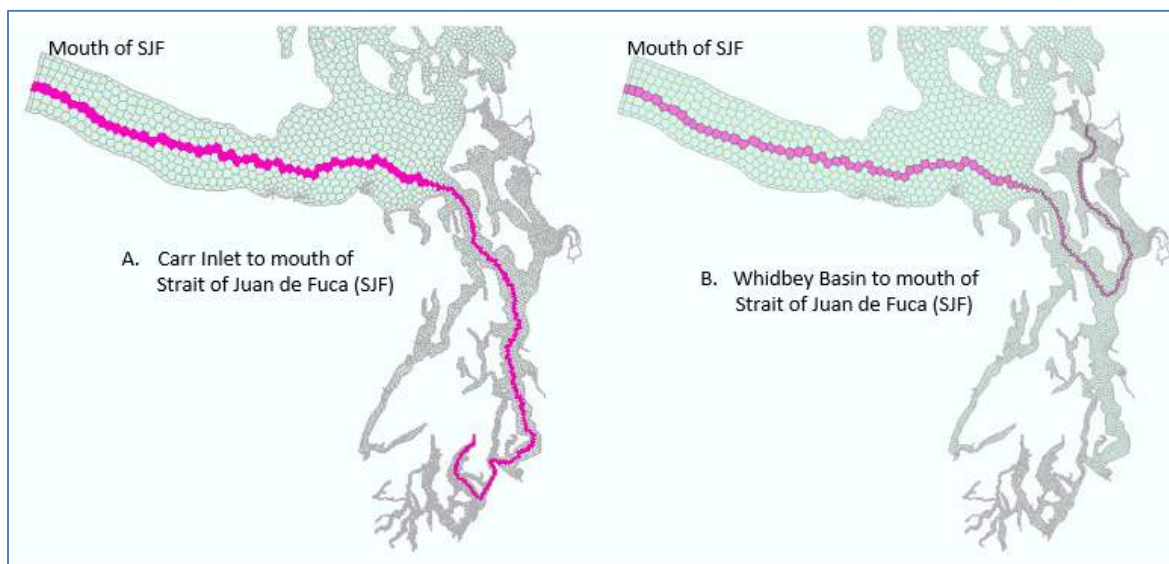 Mouth of SJF
A. Carr Inlet to mouth of
Strait of Juan de Fuca (SJF)
Mouth of SJF
B. Whidbey Basin to mouth of
Strait of Juan de Fuca (SJF)